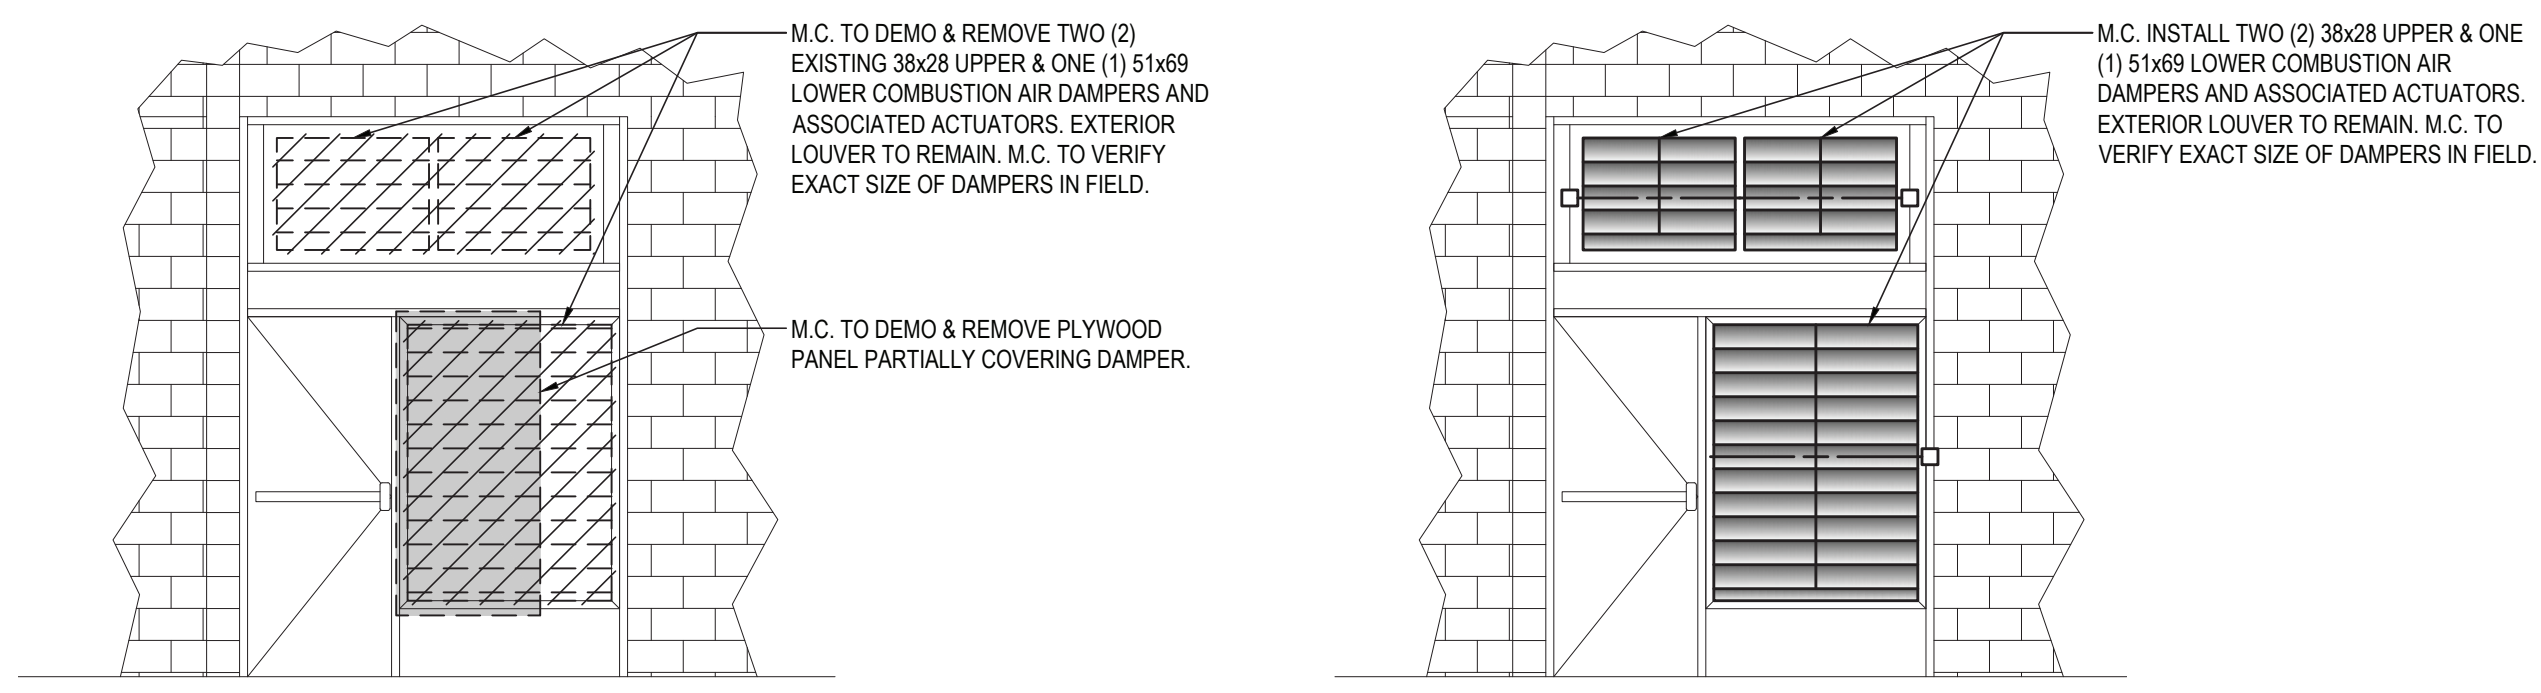 M.C. TO DEMO & REMOVE TWO (2)
EXISTING 38x28 UPPER & ONE (1) 51x69
LOWER COMBUSTION AIR DAMPERS AND
ASSOCIATED ACTUATORS. EXTERIOR
LOUVER TO REMAIN. M.C. TO VERIFY
EXACT SIZE OF DAMPERS IN FIELD.
M.C. TO DEMO & REMOVE PLYWOOD
PANEL PARTIALLY COVERING DAMPER.
M.C. INSTALL TWO (2) 38x28 UPPER & ONE
(1) 51x69 LOWER COMBUSTION AIR
DAMPERS AND ASSOCIATED ACTUATORS.
EXTERIOR LOUVER TO REMAIN. M.C. TO
VERIFY EXACT SIZE OF DAMPERS IN FIELD.